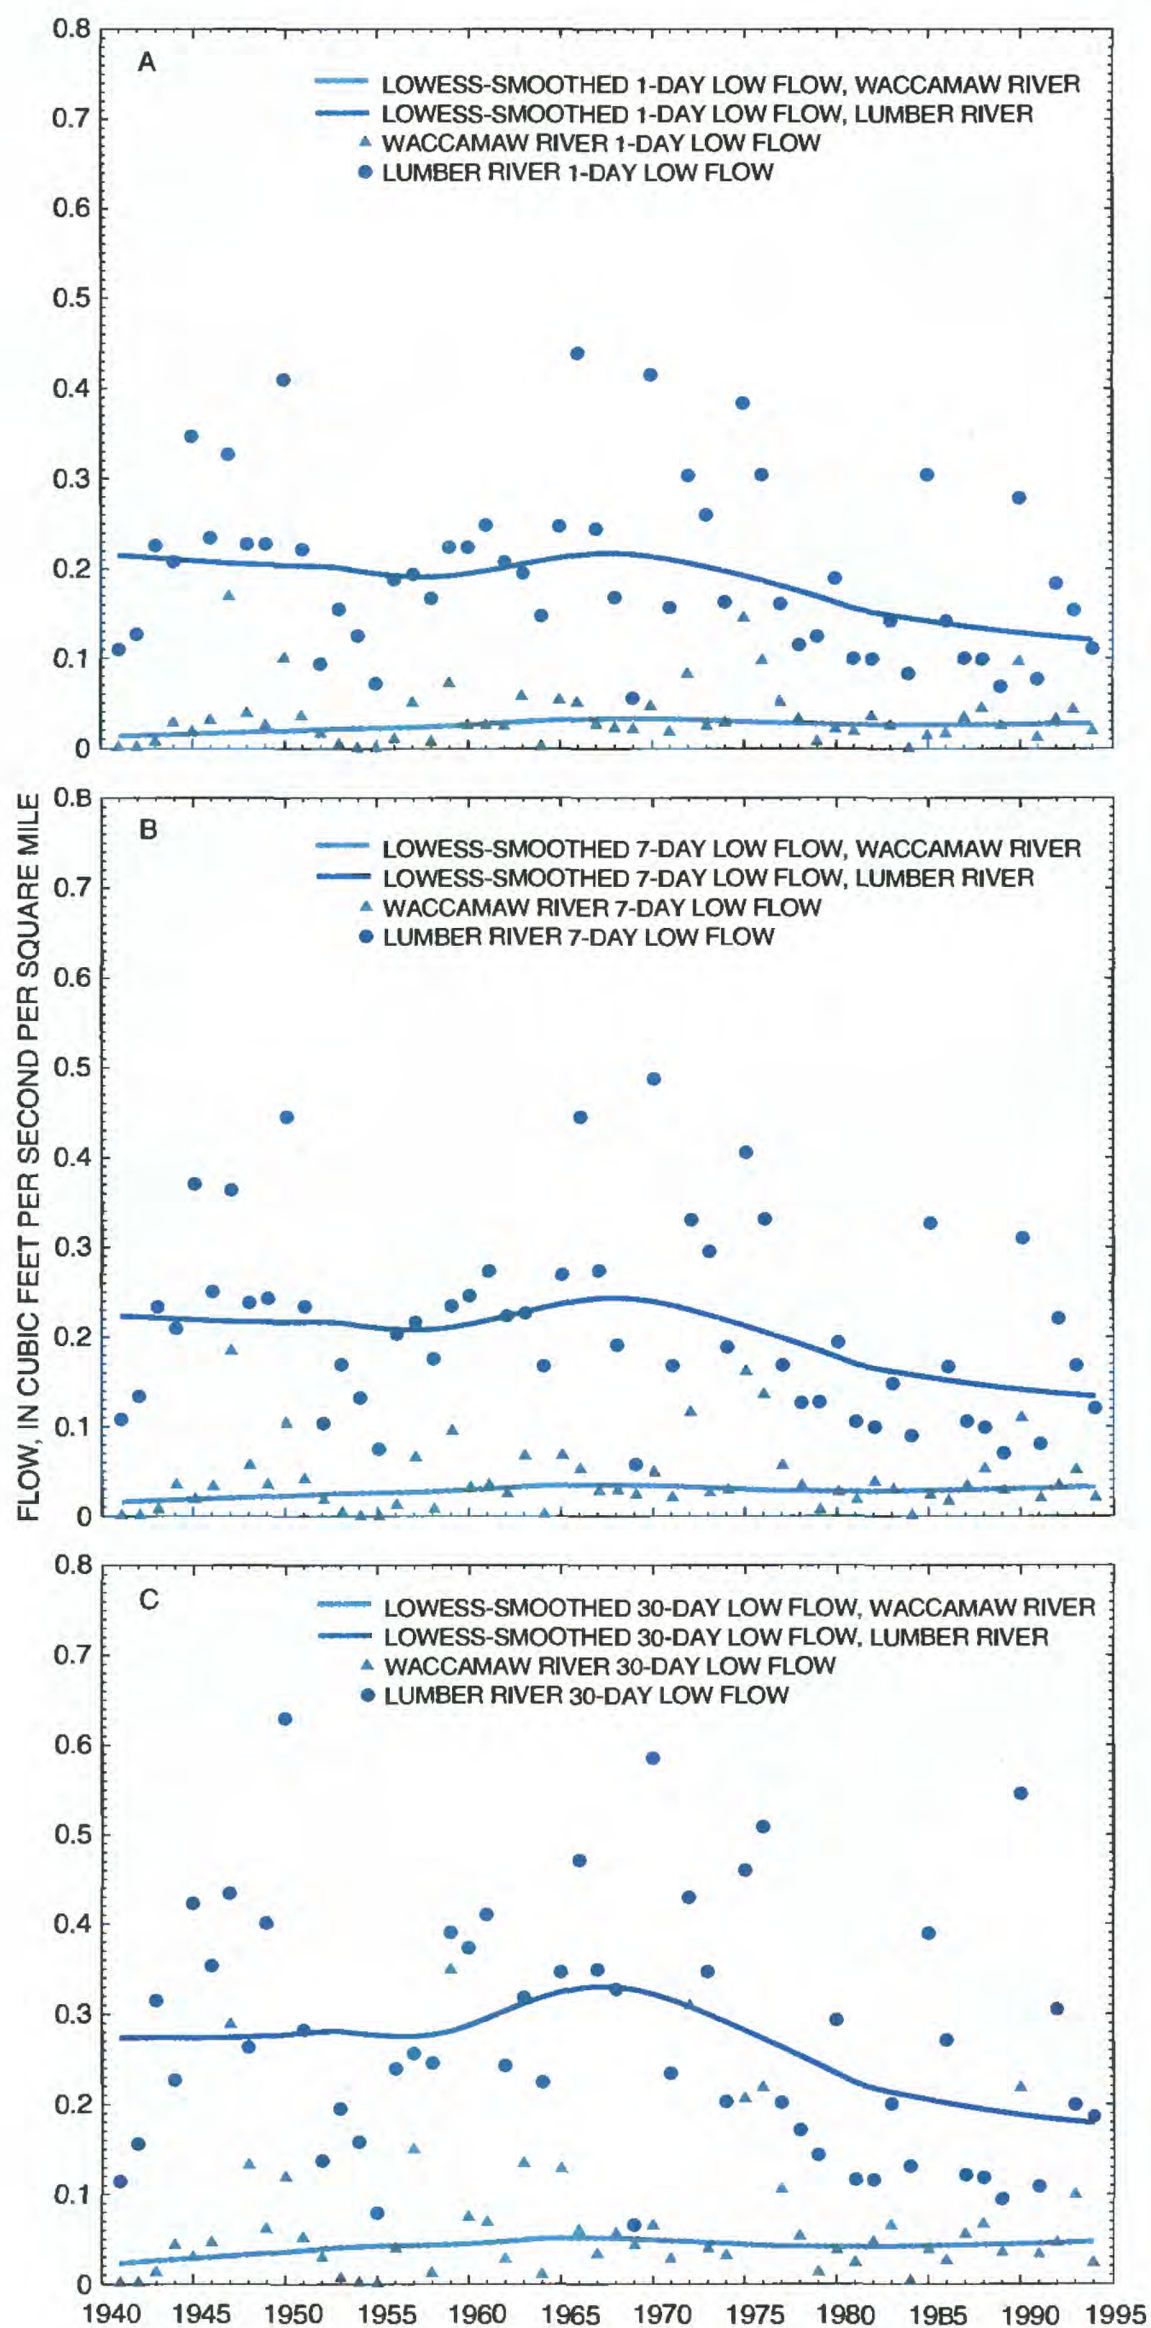 0.8
A
LOWESS-SMOOTHED 1-DAY LOW FLOW, WACCAMAW RIVER
LOWESS-SMOOTHED 1-DAY LOW FLOW, LUMBER RIVER
WACCAMAW RIVER 1-DAY LOW FLOW
LUMBER RIVER 1-DAY LOW FLOW
0.7
0.6
0.5
0.4
0.3
0.2
0.1
0
FLOW, IN CUBIC FEET PER SECOND PER SQUARE MILE
0.8
B
LOWESS-SMOOTHED 7-DAY LOW FLOW, WACCAMAW RIVER
LOWESS-SMOOTHED 7-DAY LOW FLOW, LUMBER RIVER
WACCAMAW RIVER 7-DAY LOW FLOW
LUMBER RIVER 7-DAY LOW FLOW
0.7
0.6
0.5
0.4
0.3
0.2
0.1
0
0.8
C
LOWESS-SMOOTHED 30-DAY LOW FLOW, WACCAMAW RIVER
LOWESS-SMOOTHED 30-DAY LOW FLOW, LUMBER RIVER
WACCAMAW RIVER 30-DAY LOW FLOW
LUMBER RIVER 30-DAY LOW FLOW
0.7
0.6
0.5
0.4
0.3
0.2
0.1
0
1940 1945 1950 1955 1960 1965 1970 1975 1980 1985 1990 1995